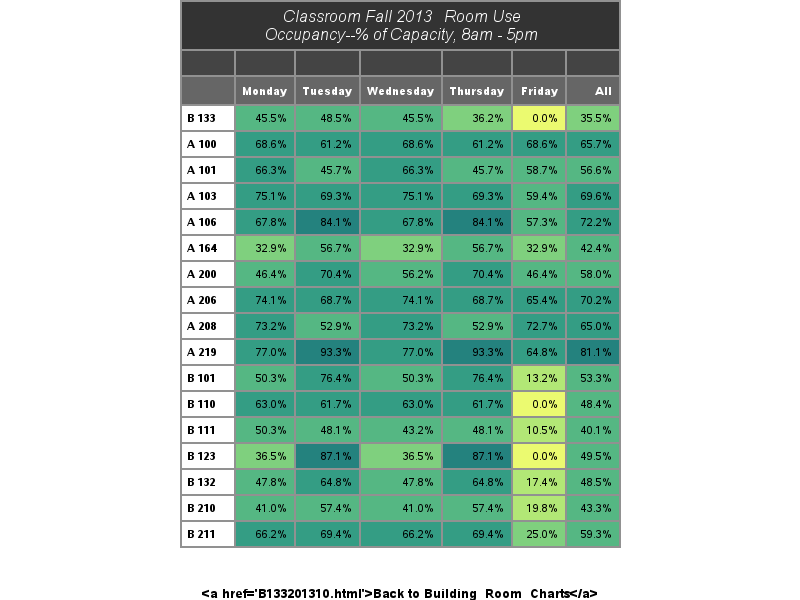 Classroom Fall 2013 Room Use
Occupancy--% of Capacity, 8am - 5pm
Monday Tuesday Wednesday Thursday Friday All
B 133 45.5% 48.5% 45.5% 36.2% 0.0% 35.5%
A 100 68.6% 61.2% 68.6% 61.2% 68.6% 65.7%
A 101 66.3% 45.7% 66.3% 45.7% 58.7% 56.6%
A 103 75.1% 69.3% 75.1% 69.3% 59.4% 69.6%
A 106 67.8% 84.1% 67.8% 84.1% 57.3% 72.2%
A 164 32.9% 56.7% 32.9% 56.7% 32.9% 42.4%
A 200 46.4% 70.4% 56.2% 70.4% 46.4% 58.0%
A 206 74.1% 68.7% 74.1% 68.7% 65.4% 70.2%
A 208 73.2% 52.9% 73.2% 52.9% 72.7% 65.0%
A 219 77.0% 93.3% 77.0% 93.3% 64.8% 81.1%
B 101 50.3% 76.4% 50.3% 76.4% 13.2% 53.3%
B 110 63.0% 61.7% 63.0% 61.7% 0.0% 48.4%
B 111 50.3% 48.1% 43.2% 48.1% 10.5% 40.1%
B 123 36.5% 87.1% 36.5% 87.1% 0.0% 49.5%
B 132 47.8% 64.8% 47.8% 64.8% 17.4% 48.5%
B 210 41.0% 57.4% 41.0% 57.4% 19.8% 43.3%
B 211 66.2% 69.4% 66.2% 69.4% 25.0% 59.3%
<a href='B133201310.html'>Back to Building Room Charts</a>